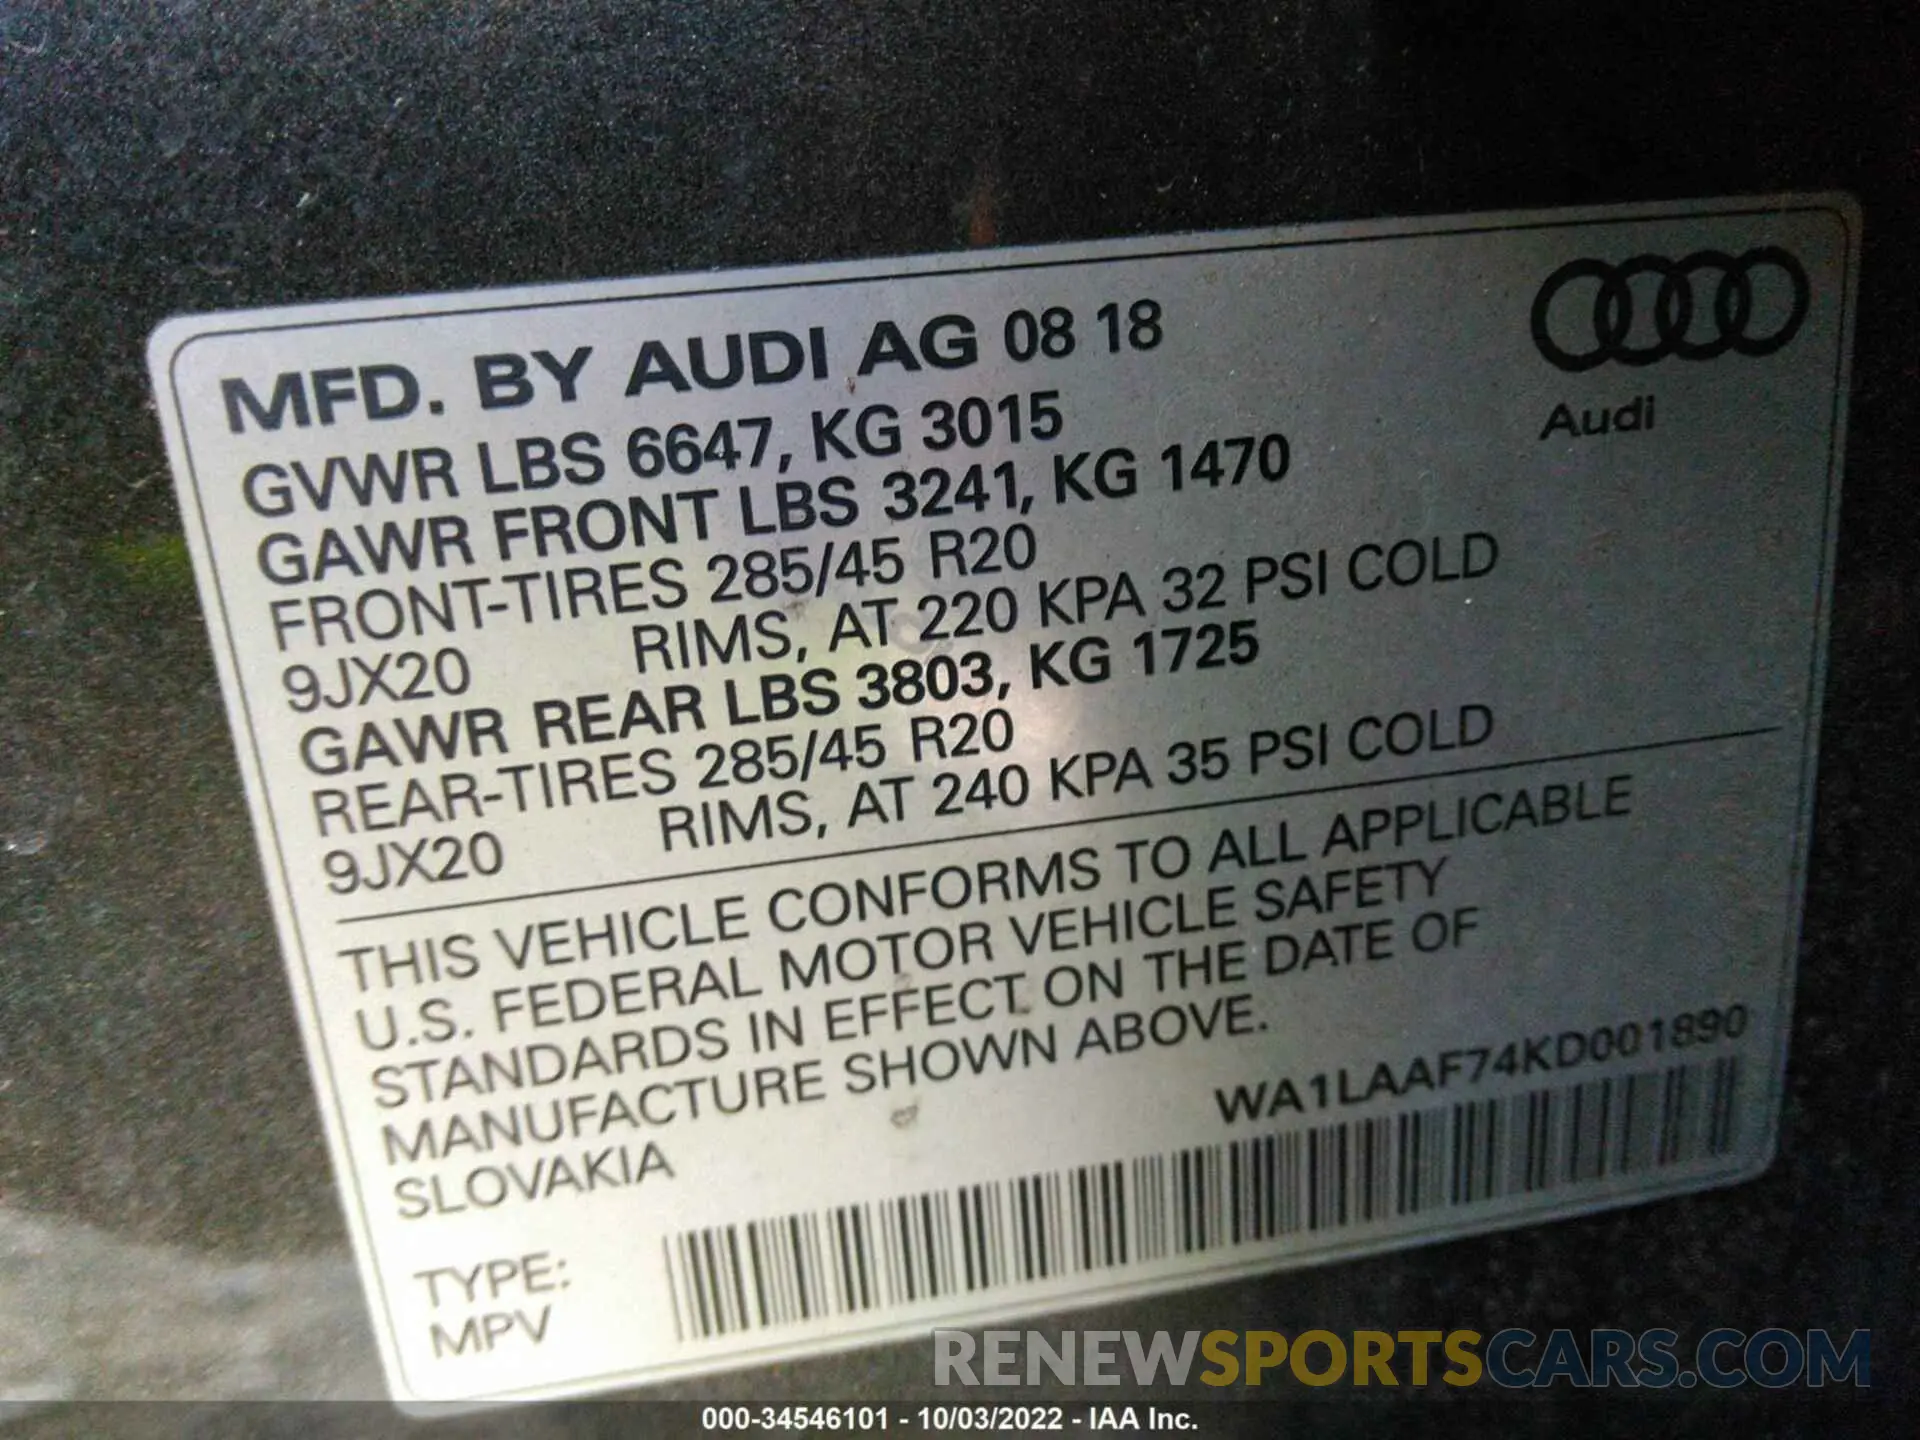 MFD. BY AUDI AG 08 18
GVWR LBS 6647, KG 3015
GAWR FRONT LBS 3241, KG 1470
FRONT-TIRES 285/45 R20
9JX20 RIMS, AT 220 KPA 32 PSI COLD
GAWR REAR LBS 3803, KG 1725
REAR-TIRES 285/45 R20
9JX20 RIMS, AT 240 KPA 35 PSI COLD
Audi
THIS VEHICLE CONFORMS TO ALL APPLICABLE
U.S. FEDERAL MOTOR VEHICLE SAFETY
STANDARDS IN EFFECT ON THE DATE OF
MANUFACTURE SHOWN ABOVE.
SLOVAKIA
WA1LAAF74KD001890
TYPE:
MPV
RENEWSPORTSCARS.COM
000-34546101 - 10/03/2022 - IAA Inc.